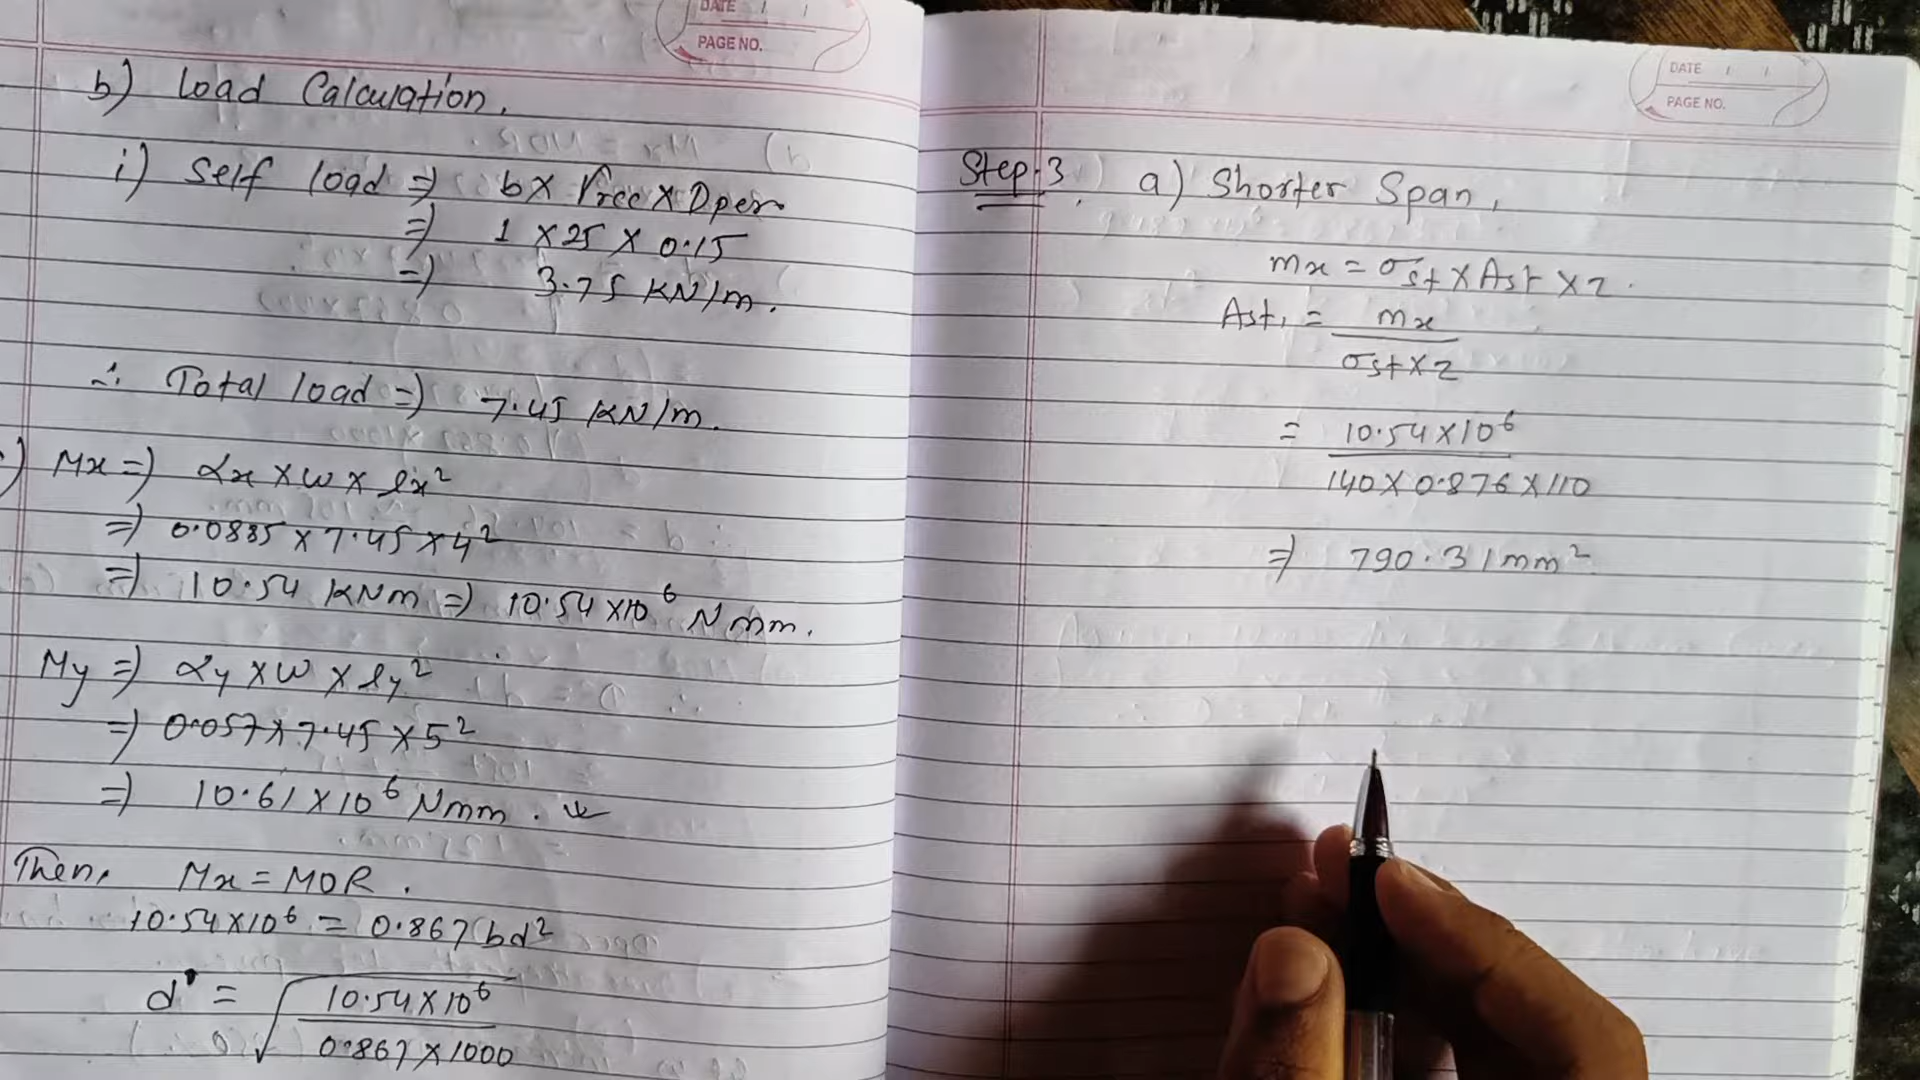 DATE / /
PAGE NO.
b) Load Calculation.
i) Self load ⇒ b × γrcc × Dper
⇒ 1 × 25 × 0.15
⇒ 3.75 KN/m.
∴ Total load ⇒ 7.45 KN/m.
) Mx ⇒ αx × w × lx²
⇒ 0.0885 × 7.45 × 4²
⇒ 10.54 KNm ⇒ 10.54 × 10⁶ N mm.
My ⇒ αy × w × ly²
⇒ 0.057 × 7.45 × 5²
⇒ 10.61 × 10⁶ Nmm.
Then, Mx = MOR.
10.54 × 10⁶ = 0.867 bd²
d = √ 10.54 × 10⁶
0.867 × 1000
DATE / /
PAGE NO.
Step-3 a) Shorter Span,
mx = σst × Ast × z.
Ast₁ = mx
σst × z
= 10.54 × 10⁶
140 × 0.876 × 110
⇒ 790.31 mm²